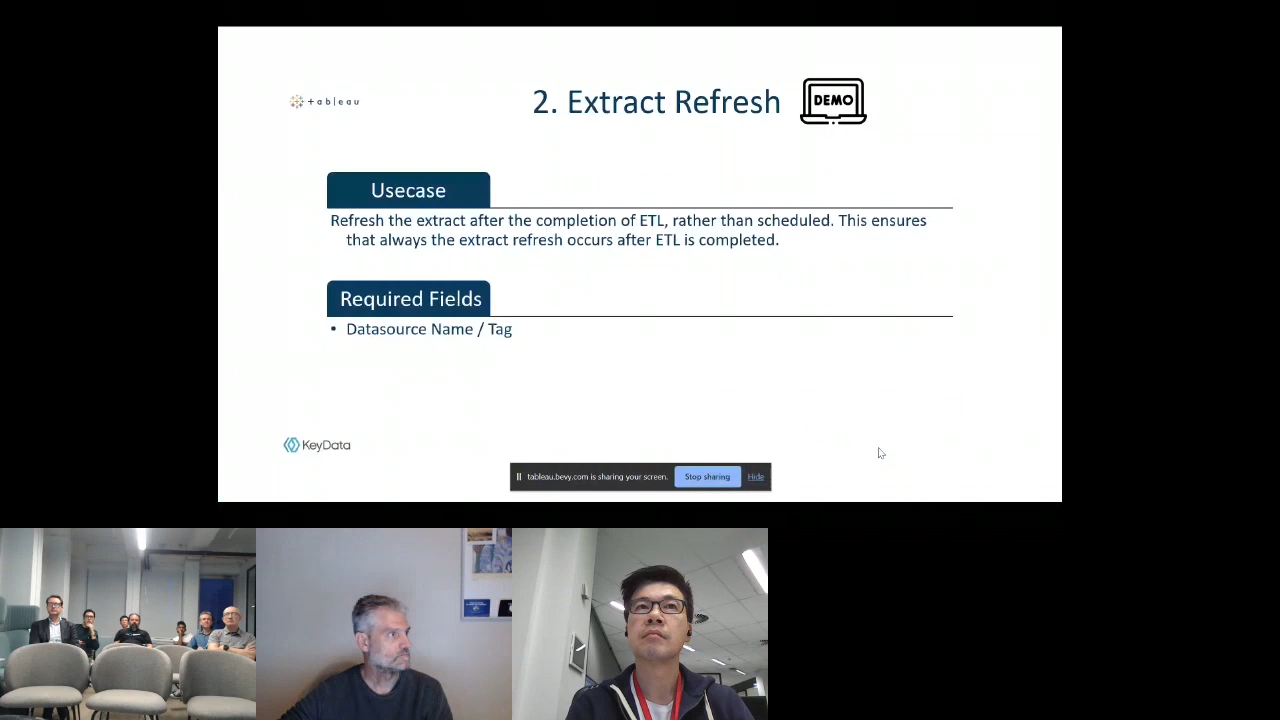 +ableau
2. Extract Refresh
DEMO
Usecase
Refresh the extract after the completion of ETL, rather than scheduled. This ensures
that always the extract refresh occurs after ETL is completed.
Required Fields
• Datasource Name / Tag
KeyData
tableau.bevy.com is sharing your screen.
Stop sharing
Hide